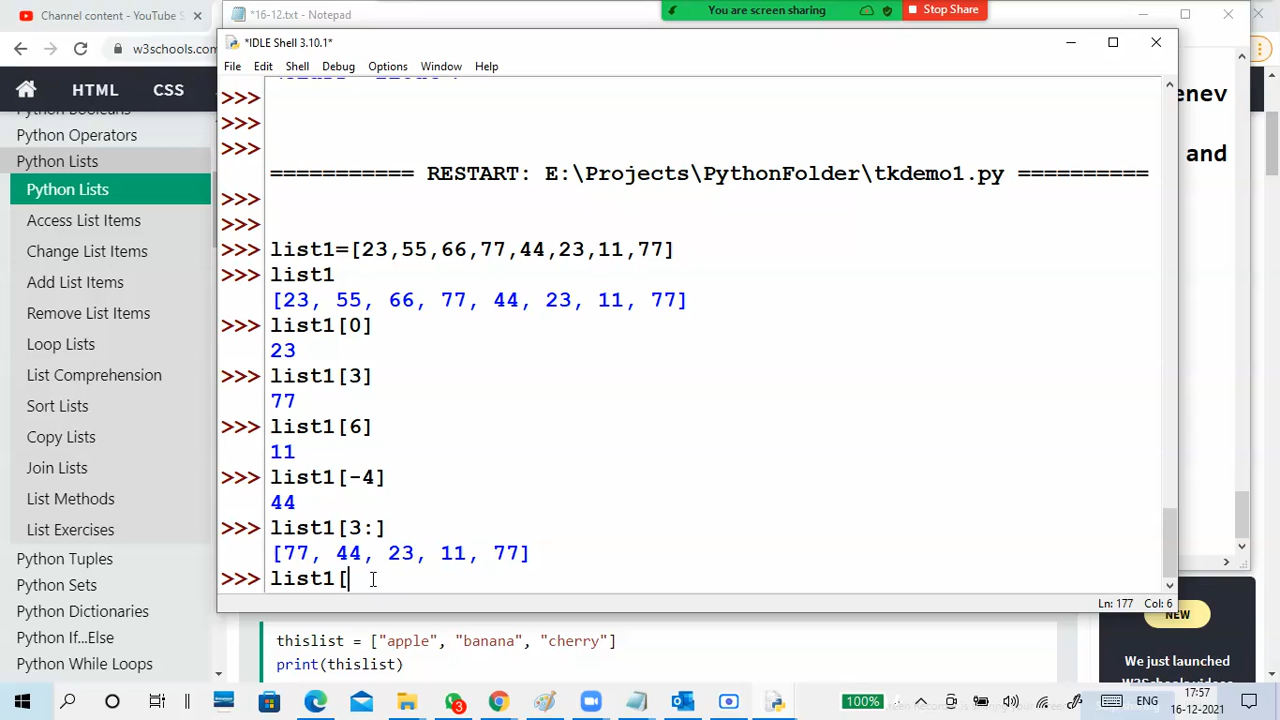 Channel content - YouTube
*16-12.txt - Notepad
You are screen sharing
Stop Share
w3schools.com
*IDLE Shell 3.10.1*
File Edit Shell Debug Options Window Help
HTML CSS
Python Operators
Python Lists
Python Lists
Access List Items
Change List Items
Add List Items
Remove List Items
Loop Lists
List Comprehension
Sort Lists
Copy Lists
Join Lists
List Methods
List Exercises
Python Tuples
Python Sets
Python Dictionaries
Python If...Else
Python While Loops
>>>
>>>
>>>
=========== RESTART: E:\Projects\PythonFolder\tkdemo1.py ==========
>>>
>>>
>>> list1=[23,55,66,77,44,23,11,77]
>>> list1
[23, 55, 66, 77, 44, 23, 11, 77]
>>> list1[0]
23
>>> list1[3]
77
>>> list1[6]
11
>>> list1[-4]
44
>>> list1[3:]
[77, 44, 23, 11, 77]
>>> list1[
Ln: 177 Col: 6
enev
and
thislist = ["apple", "banana", "cherry"]
print(thislist)
NEW
We just launched
W3Schools videos
3
100%
ENG
17:57
16-12-2021